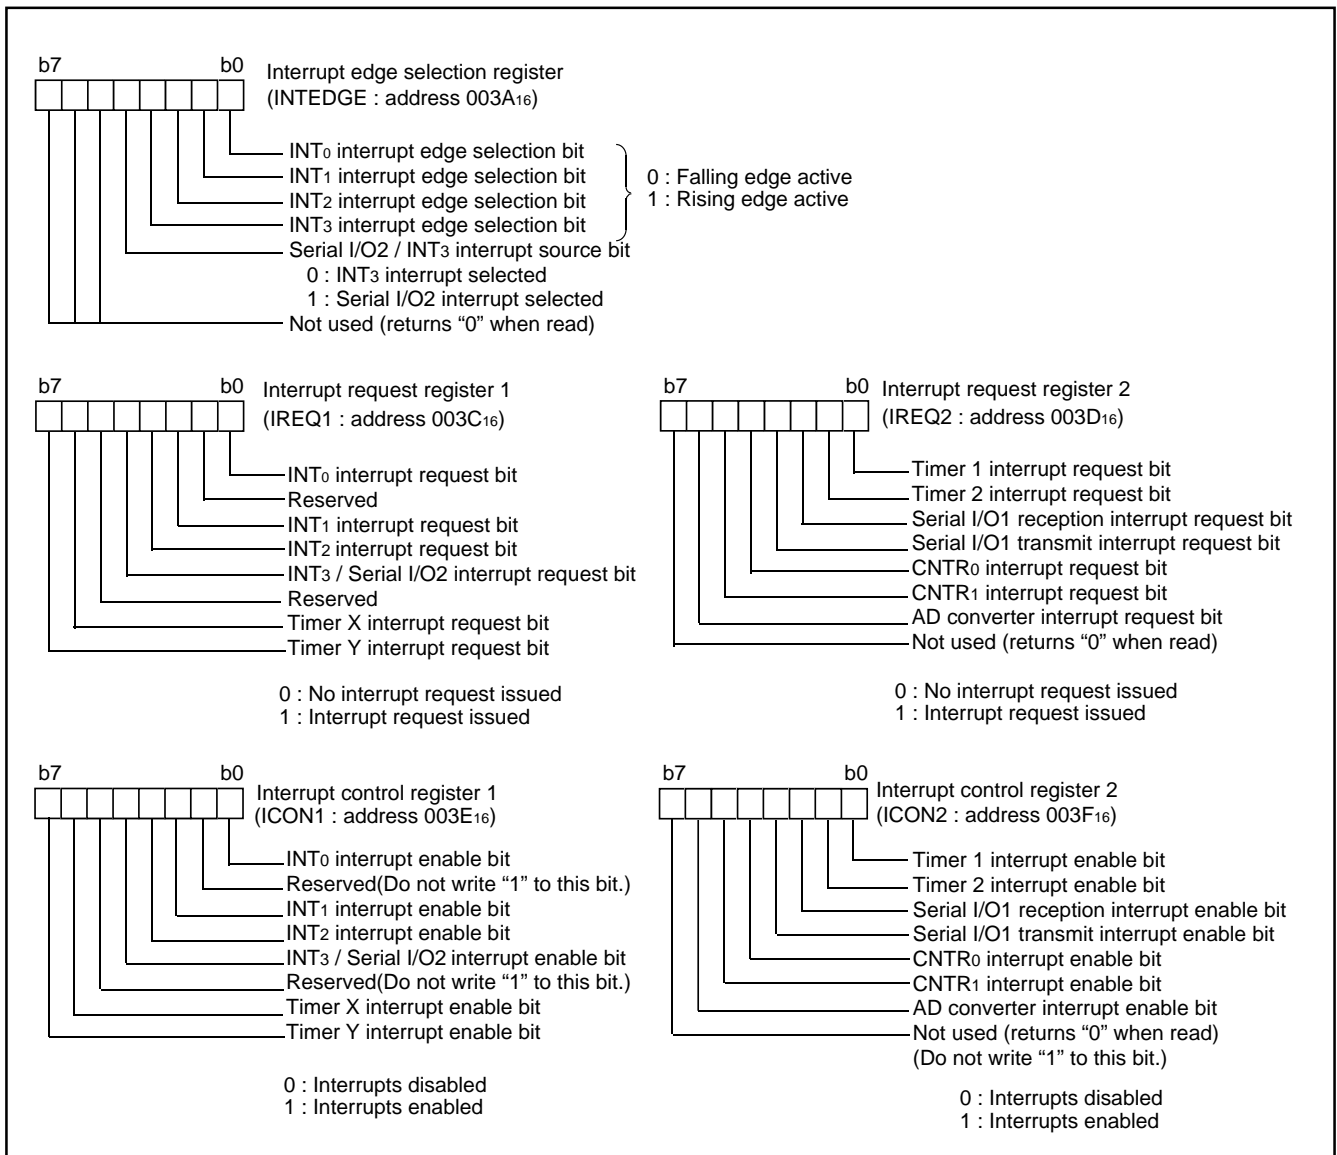 b7 b0 Interrupt edge selection register
(INTEDGE : address 003A16)
INT0 interrupt edge selection bit
INT1 interrupt edge selection bit
INT2 interrupt edge selection bit
INT3 interrupt edge selection bit
0 : Falling edge active
1 : Rising edge active
Serial I/O2 / INT3 interrupt source bit
0 : INT3 interrupt selected
1 : Serial I/O2 interrupt selected
Not used (returns “0” when read)
b7 b0 Interrupt request register 1
(IREQ1 : address 003C16)
INT0 interrupt request bit
Reserved
INT1 interrupt request bit
INT2 interrupt request bit
INT3 / Serial I/O2 interrupt request bit
Reserved
Timer X interrupt request bit
Timer Y interrupt request bit
0 : No interrupt request issued
1 : Interrupt request issued
b7 b0 Interrupt request register 2
(IREQ2 : address 003D16)
Timer 1 interrupt request bit
Timer 2 interrupt request bit
Serial I/O1 reception interrupt request bit
Serial I/O1 transmit interrupt request bit
CNTR0 interrupt request bit
CNTR1 interrupt request bit
AD converter interrupt request bit
Not used (returns “0” when read)
0 : No interrupt request issued
1 : Interrupt request issued
b7 b0 Interrupt control register 1
(ICON1 : address 003E16)
INT0 interrupt enable bit
Reserved(Do not write “1” to this bit.)
INT1 interrupt enable bit
INT2 interrupt enable bit
INT3 / Serial I/O2 interrupt enable bit
Reserved(Do not write “1” to this bit.)
Timer X interrupt enable bit
Timer Y interrupt enable bit
0 : Interrupts disabled
1 : Interrupts enabled
b7 b0 Interrupt control register 2
(ICON2 : address 003F16)
Timer 1 interrupt enable bit
Timer 2 interrupt enable bit
Serial I/O1 reception interrupt enable bit
Serial I/O1 transmit interrupt enable bit
CNTR0 interrupt enable bit
CNTR1 interrupt enable bit
AD converter interrupt enable bit
Not used (returns “0” when read)
(Do not write “1” to this bit.)
0 : Interrupts disabled
1 : Interrupts enabled